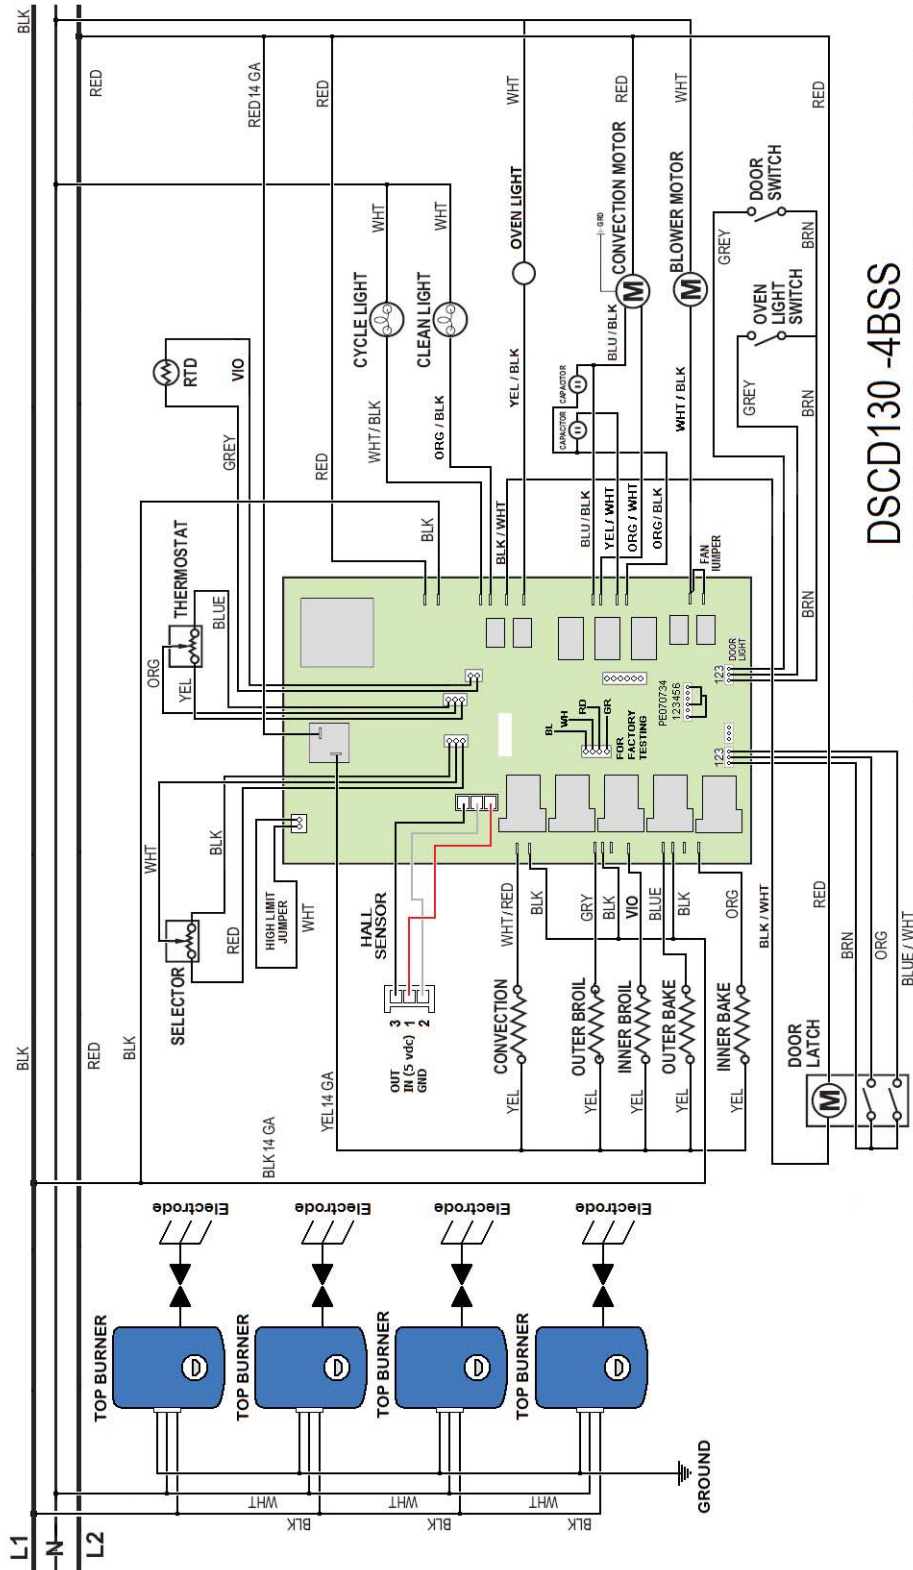 L1
N
L2
BLK
BLK
RED
RED
BLK
RED14 GA
RED
WHT
RED
WHT
RED
RTD
VIO
GREY
CYCLE LIGHT
WHT
WHT / BLK
CLEAN LIGHT
WHT
ORG / BLK
OVEN LIGHT
YEL / BLK
BLK / WHT
RED
BLK
THERMOSTAT
ORG
YEL
BLUE
SELECTOR
WHT
BLK
RED
HIGH LIMIT
JUMPER
WHT
HALL
SENSOR
3
1
2
OUT
IN (5 vdc)
GND
CAPACITOR
CAPACITOR
GRD
CONVECTION MOTOR
BLU / BLK
BLU / BLK
YEL / WHT
ORG / WHT
ORG / BLK
BLOWER MOTOR
M
M
WHT / BLK
FAN
JUMPER
DOOR
SWITCH
GREY
BRN
OVEN
LIGHT
SWITCH
GREY
BRN
BRN
DOOR
LIGHT
123
PE070734
123456
123
BL
WH
RD
GR
FOR
FACTORY
TESTING
YEL14 GA
BLK14 GA
CONVECTION
WHT/RED
BLK
YEL
OUTER BROIL
GRY
BLK
YEL
INNER BROIL
VIO
YEL
OUTER BAKE
BLUE
BLK
YEL
INNER BAKE
ORG
YEL
BLK / WHT
DOOR
LATCH
M
RED
BRN
ORG
BLUE / WHT
TOP BURNER
D
Electrode
TOP BURNER
D
Electrode
TOP BURNER
D
Electrode
TOP BURNER
D
Electrode
WHT
BLK
WHT
BLK
WHT
BLK
GROUND
DSCD130 -4BSS